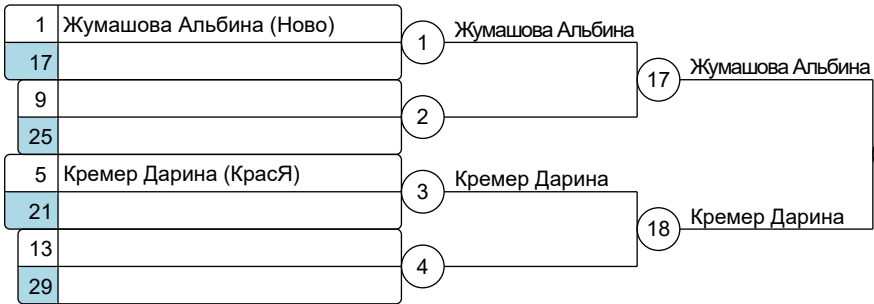 1 Жумашова Альбина (Ново)
17
1 Жумашова Альбина
9
25
2
17 Жумашова Альбина
5 Кремер Дарина (КрасЯ)
21
3 Кремер Дарина
13
29
4
18 Кремер Дарина